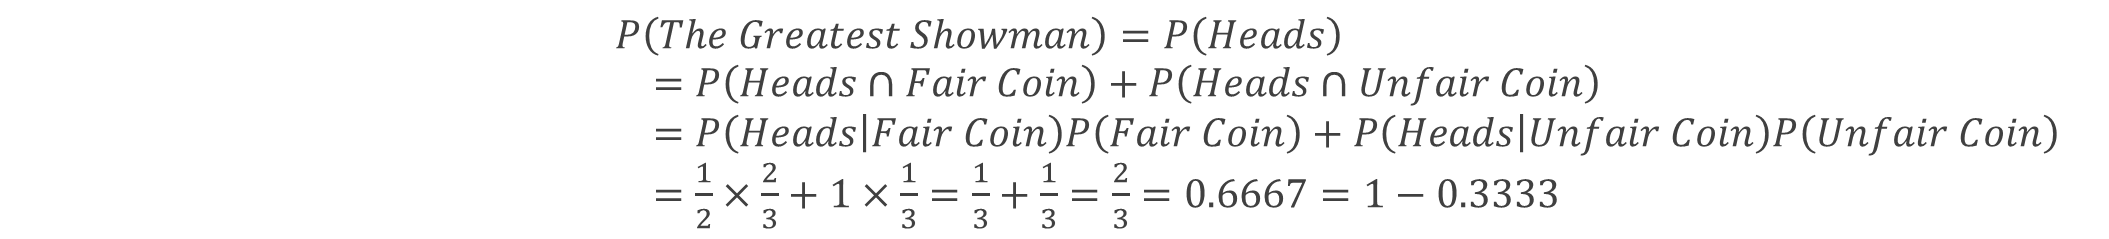 P(The Greatest Showman) = P(Heads)
= P(Heads ∩ Fair Coin) + P(Heads ∩ Unfair Coin)
= P(Heads|Fair Coin)P(Fair Coin) + P(Heads|Unfair Coin)P(Unfair Coin)
= 1/2 × 2/3 + 1 × 1/3 = 1/3 + 1/3 = 2/3 = 0.6667 = 1 − 0.3333